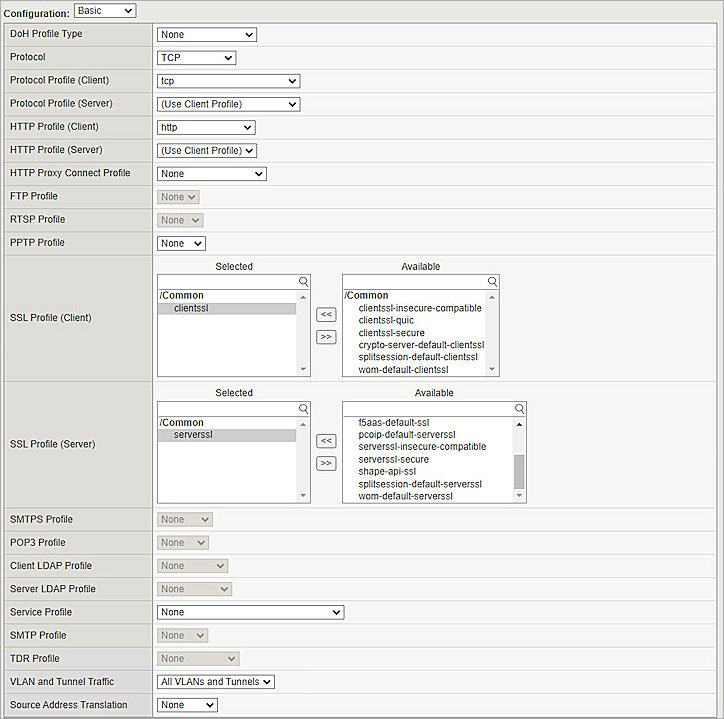 Configuration: Basic
DoH Profile Type None
Protocol TCP
Protocol Profile (Client) tcp
Protocol Profile (Server) (Use Client Profile)
HTTP Profile (Client) http
HTTP Profile (Server) (Use Client Profile)
HTTP Proxy Connect Profile None
FTP Profile None
RTSP Profile None
PPTP Profile None
SSL Profile (Client)
Selected
/Common
clientssl
<<
>>
Available
/Common
clientssl-insecure-compatible
clientssl-quic
clientssl-secure
crypto-server-default-clientssl
splitsession-default-clientssl
wom-default-clientssl
SSL Profile (Server)
Selected
/Common
serverssl
<<
>>
Available
f5aas-default-ssl
pcoip-default-serverssl
serverssl-insecure-compatible
serverssl-secure
shape-api-ssl
splitsession-default-serverssl
wom-default-serverssl
SMTPS Profile None
POP3 Profile None
Client LDAP Profile None
Server LDAP Profile None
Service Profile None
SMTP Profile None
TDR Profile None
VLAN and Tunnel Traffic All VLANs and Tunnels
Source Address Translation None